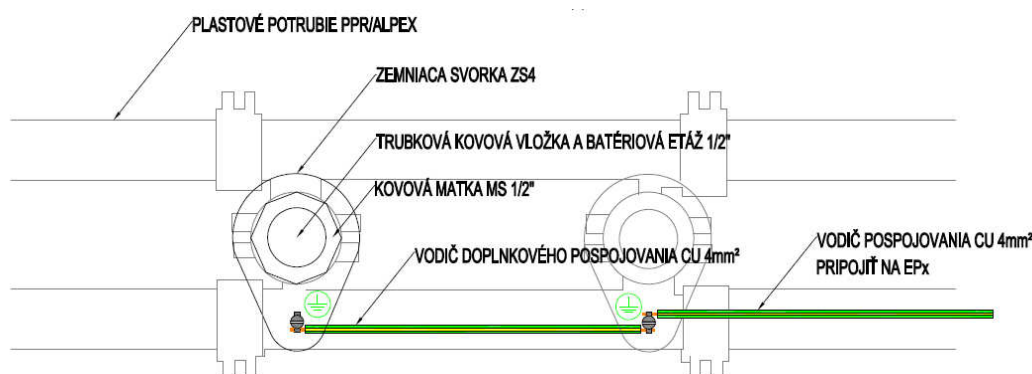 PLASTOVÉ POTRUBIE PPR/ALPEX
ZEMNIACA SVORKA ZS4
TRUBKOVÁ KOVOVÁ VLOŽKA A BATÉRIOVÁ ETÁŽ 1/2"
KOVOVÁ MATKA MS 1/2"
VODIČ DOPLNKOVÉHO POSPOJOVANIA CU 4mm²
VODIČ POSPOJOVANIA CU 4mm²
PRIPOJIŤ NA EPx